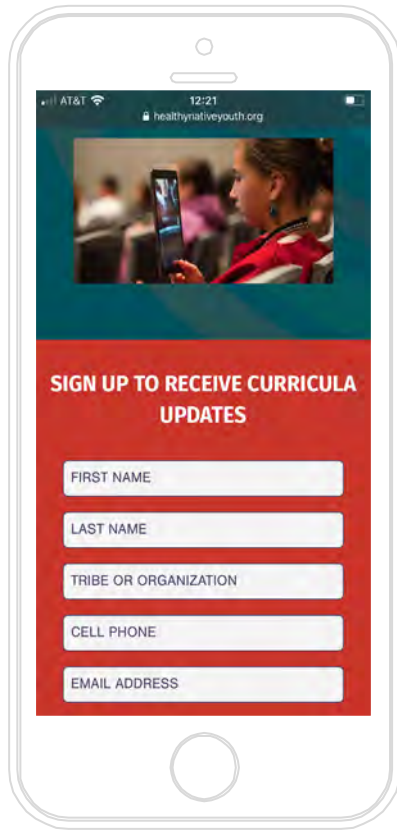 AT&T
12:21
healthynativeyouth.org
SIGN UP TO RECEIVE CURRICULA
UPDATES
FIRST NAME
LAST NAME
TRIBE OR ORGANIZATION
CELL PHONE
EMAIL ADDRESS